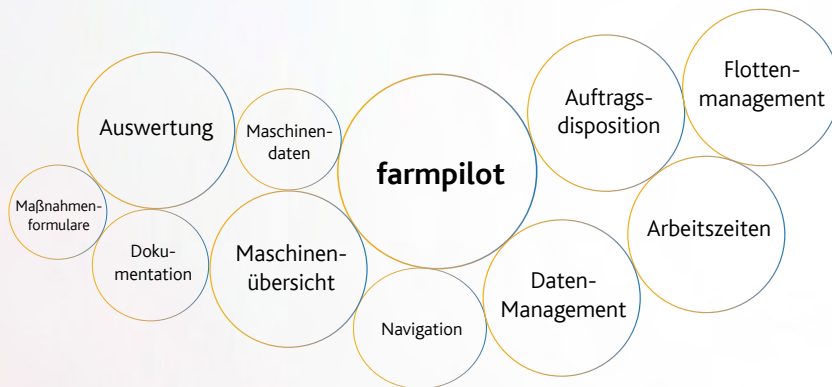 Auswertung
Maschinen-
daten
farmpilot
Auftrags-
disposition
Flotten-
management
Maßnahmen-
formulare
Doku-
mentation
Maschinen-
übersicht
Navigation
Daten-
Management
Arbeitszeiten